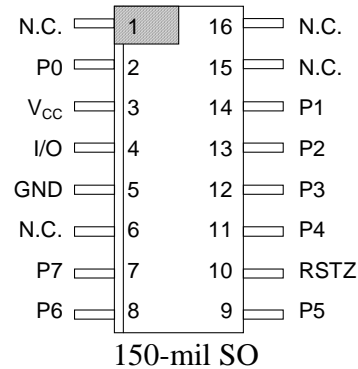 N.C. 1 16 N.C.
P0 2 15 N.C.
VCC 3 14 P1
I/O 4 13 P2
GND 5 12 P3
N.C. 6 11 P4
P7 7 10 RSTZ
P6 8 9 P5
150-mil SO